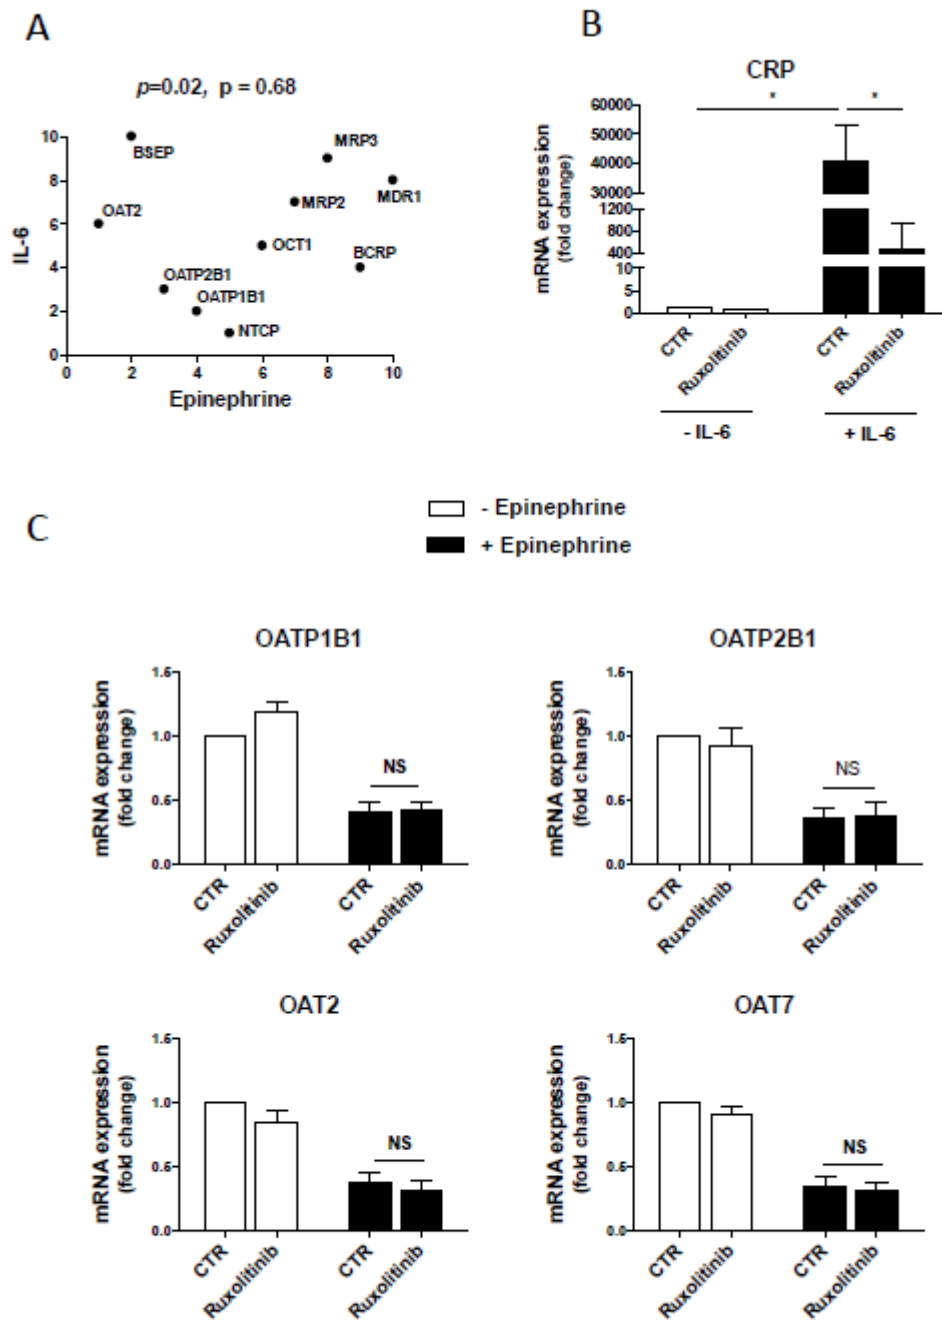 A
p=0.02, p = 0.68
IL-6
10
8
6
4
2
0
BSEP
MRP3
OAT2
MRP2
MDR1
OCT1
BCRP
OATP2B1
OATP1B1
NTCP
0 2 4 6 8 10
Epinephrine
B
CRP
* *
mRNA expression
(fold change)
60000
50000
40000
30000
1200
800
400
10
5
0
CTR Ruxolitinib CTR Ruxolitinib
- IL-6 + IL-6
C
- Epinephrine
+ Epinephrine
OATP1B1
mRNA expression
(fold change)
1.5
1.0
0.5
0.0
NS
CTR Ruxolitinib CTR Ruxolitinib
OATP2B1
mRNA expression
(fold change)
1.5
1.0
0.5
0.0
NS
CTR Ruxolitinib CTR Ruxolitinib
OAT2
mRNA expression
(fold change)
1.5
1.0
0.5
0.0
NS
CTR Ruxolitinib CTR Ruxolitinib
OAT7
mRNA expression
(fold change)
1.5
1.0
0.5
0.0
NS
CTR Ruxolitinib CTR Ruxolitinib